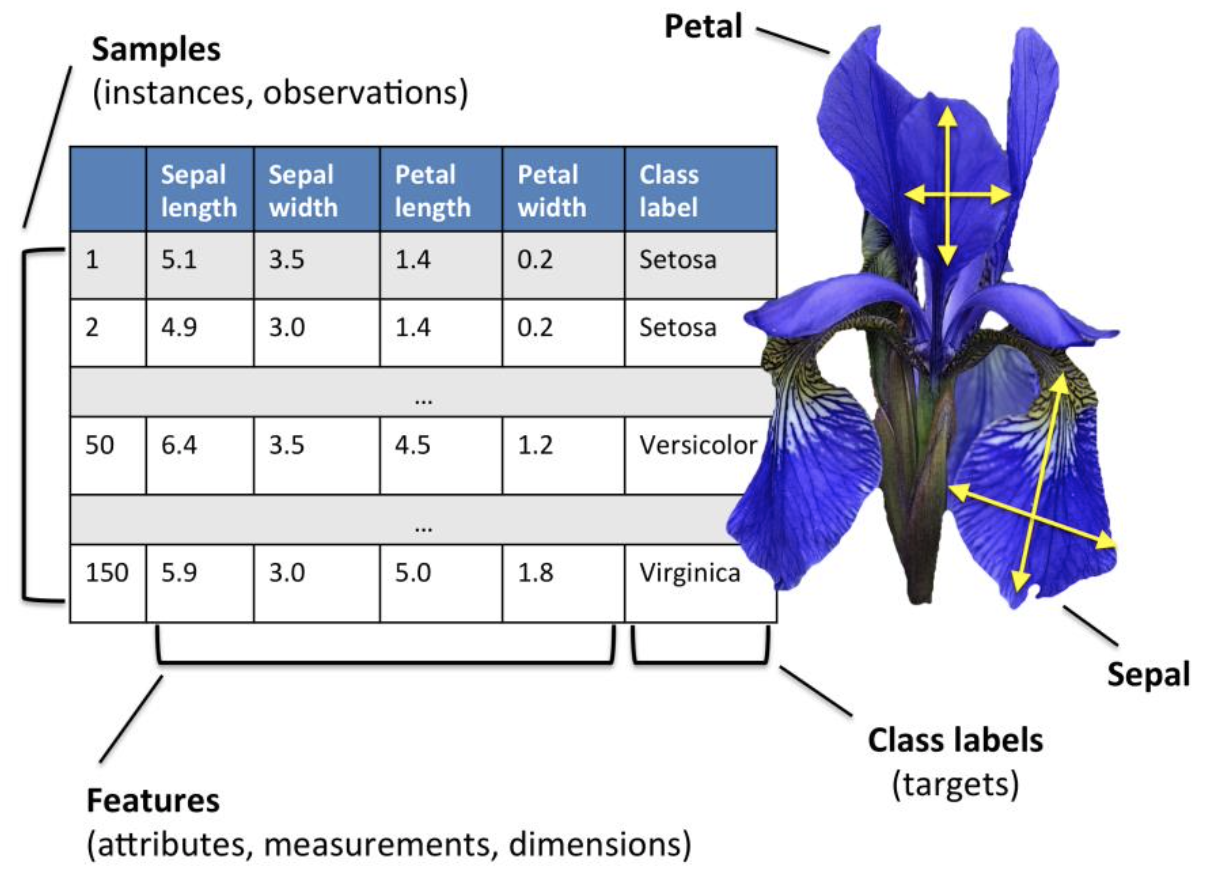 Petal
Samples
(instances, observations)
Sepal length Sepal width Petal length Petal width Class label
1 5.1 3.5 1.4 0.2 Setosa
2 4.9 3.0 1.4 0.2 Setosa
...
50 6.4 3.5 4.5 1.2 Versicolor
...
150 5.9 3.0 5.0 1.8 Virginica
Sepal
Class labels
(targets)
Features
(attributes, measurements, dimensions)